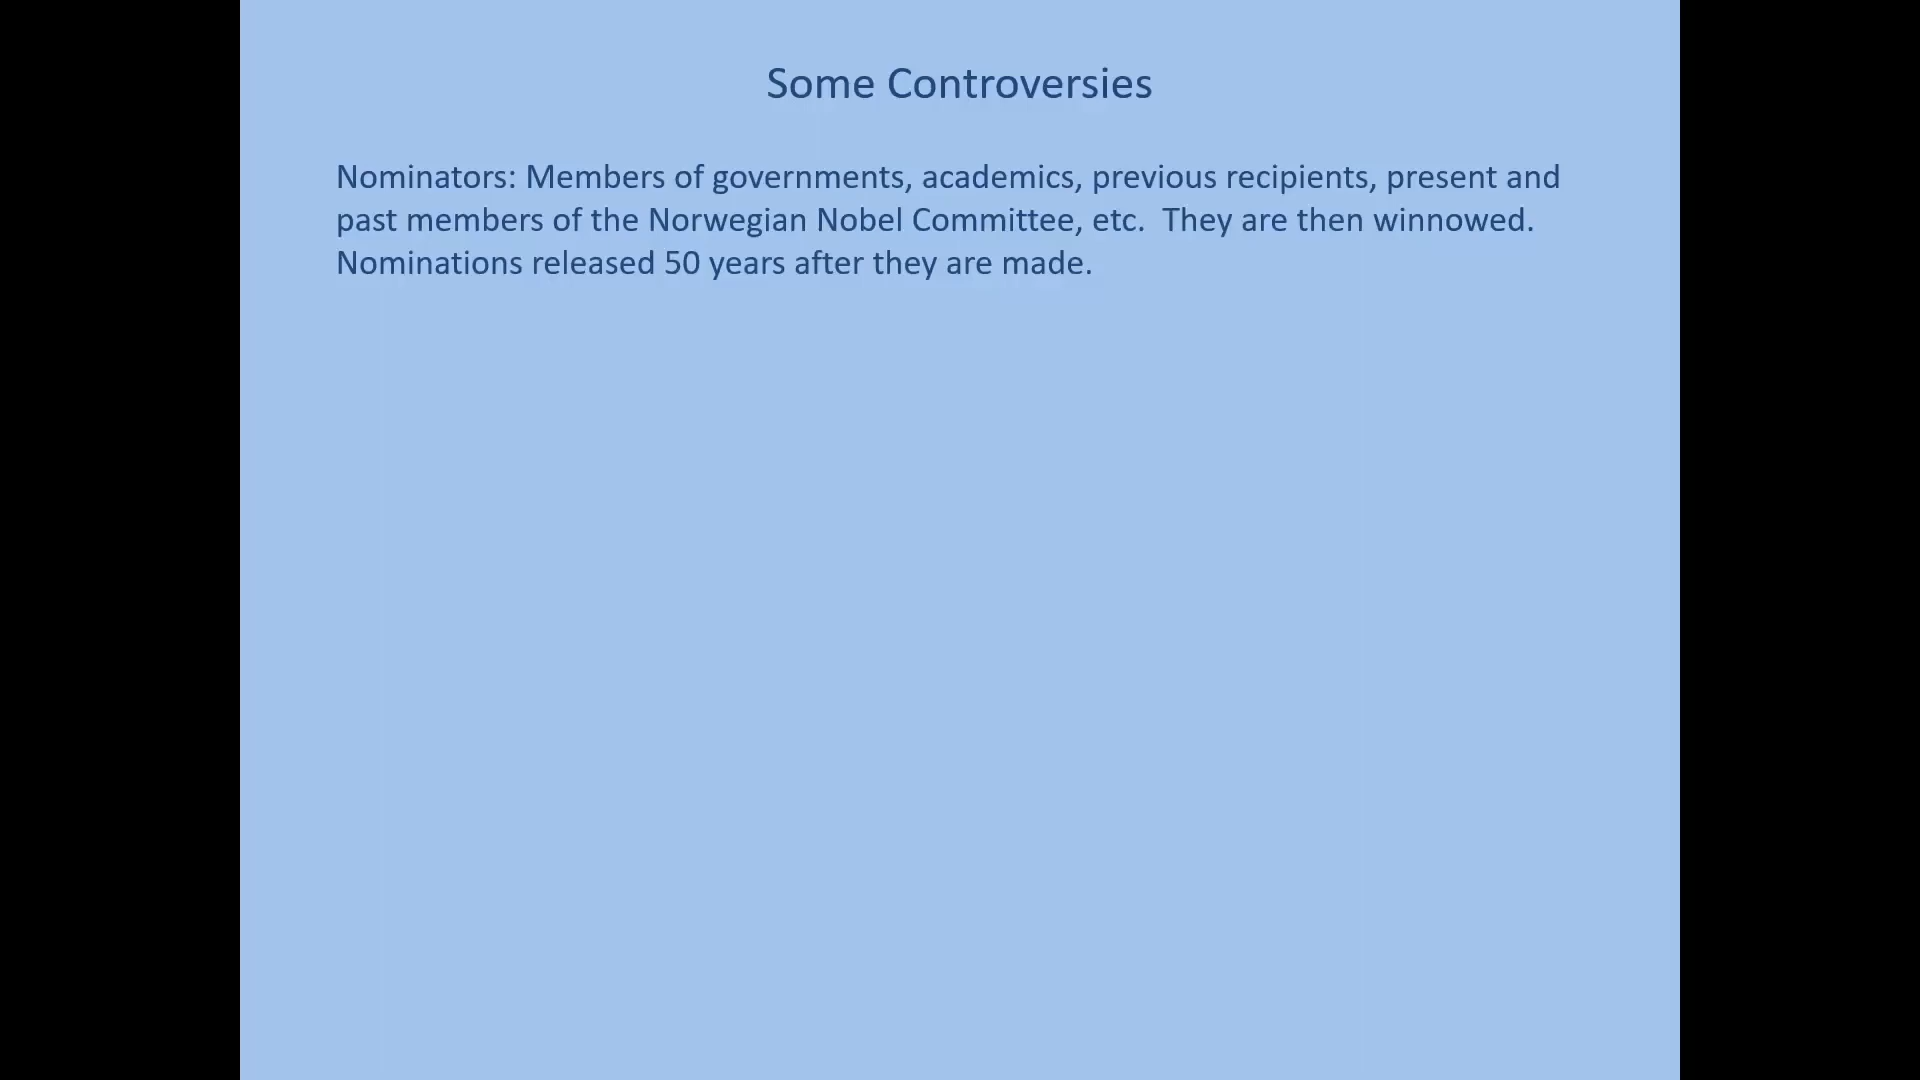 Some Controversies
Nominators: Members of governments, academics, previous recipients, present and
past members of the Norwegian Nobel Committee, etc.  They are then winnowed.
Nominations released 50 years after they are made.